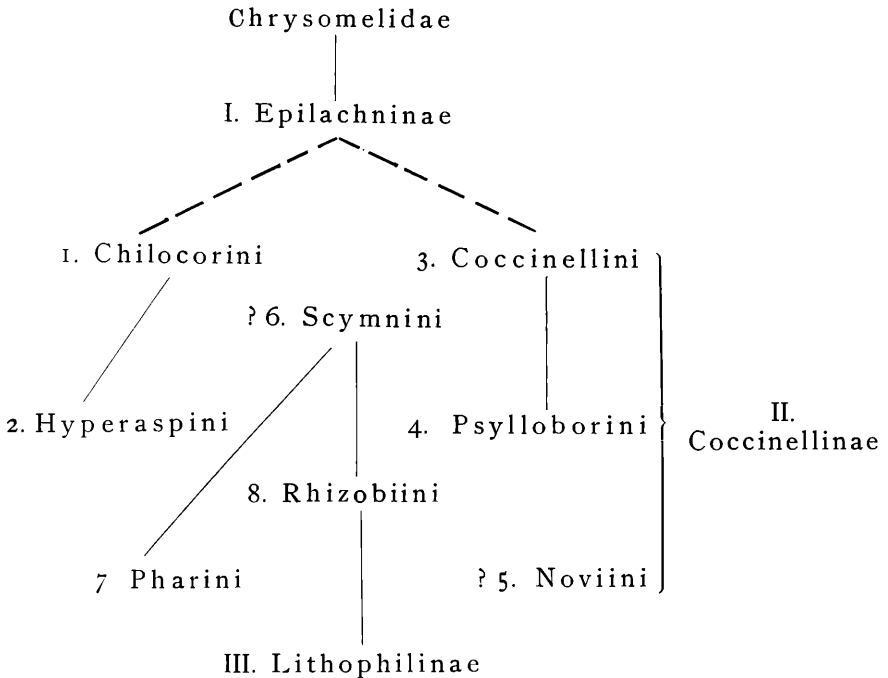 Chrysomelidae
I. Epilachninae
1. Chilocorini
3. Coccinellini
? 6. Scymnini
2. Hyperaspini
4. Psylloborini
II.
Coccinellinae
8. Rhizobiini
7 Pharini
? 5. Noviini
III. Lithophilinae